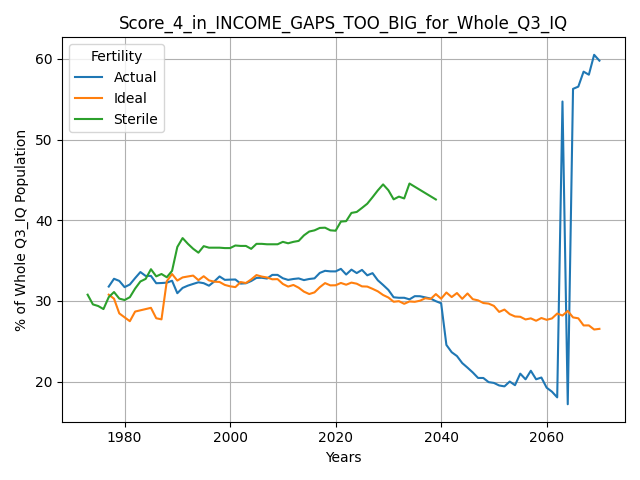 Score_4_in_INCOME_GAPS_TOO_BIG_for_Whole_Q3_IQ
% of Whole Q3_IQ Population
60
50
40
30
20
Fertility
Actual
Ideal
Sterile
1980
2000
2020
2040
2060
Years